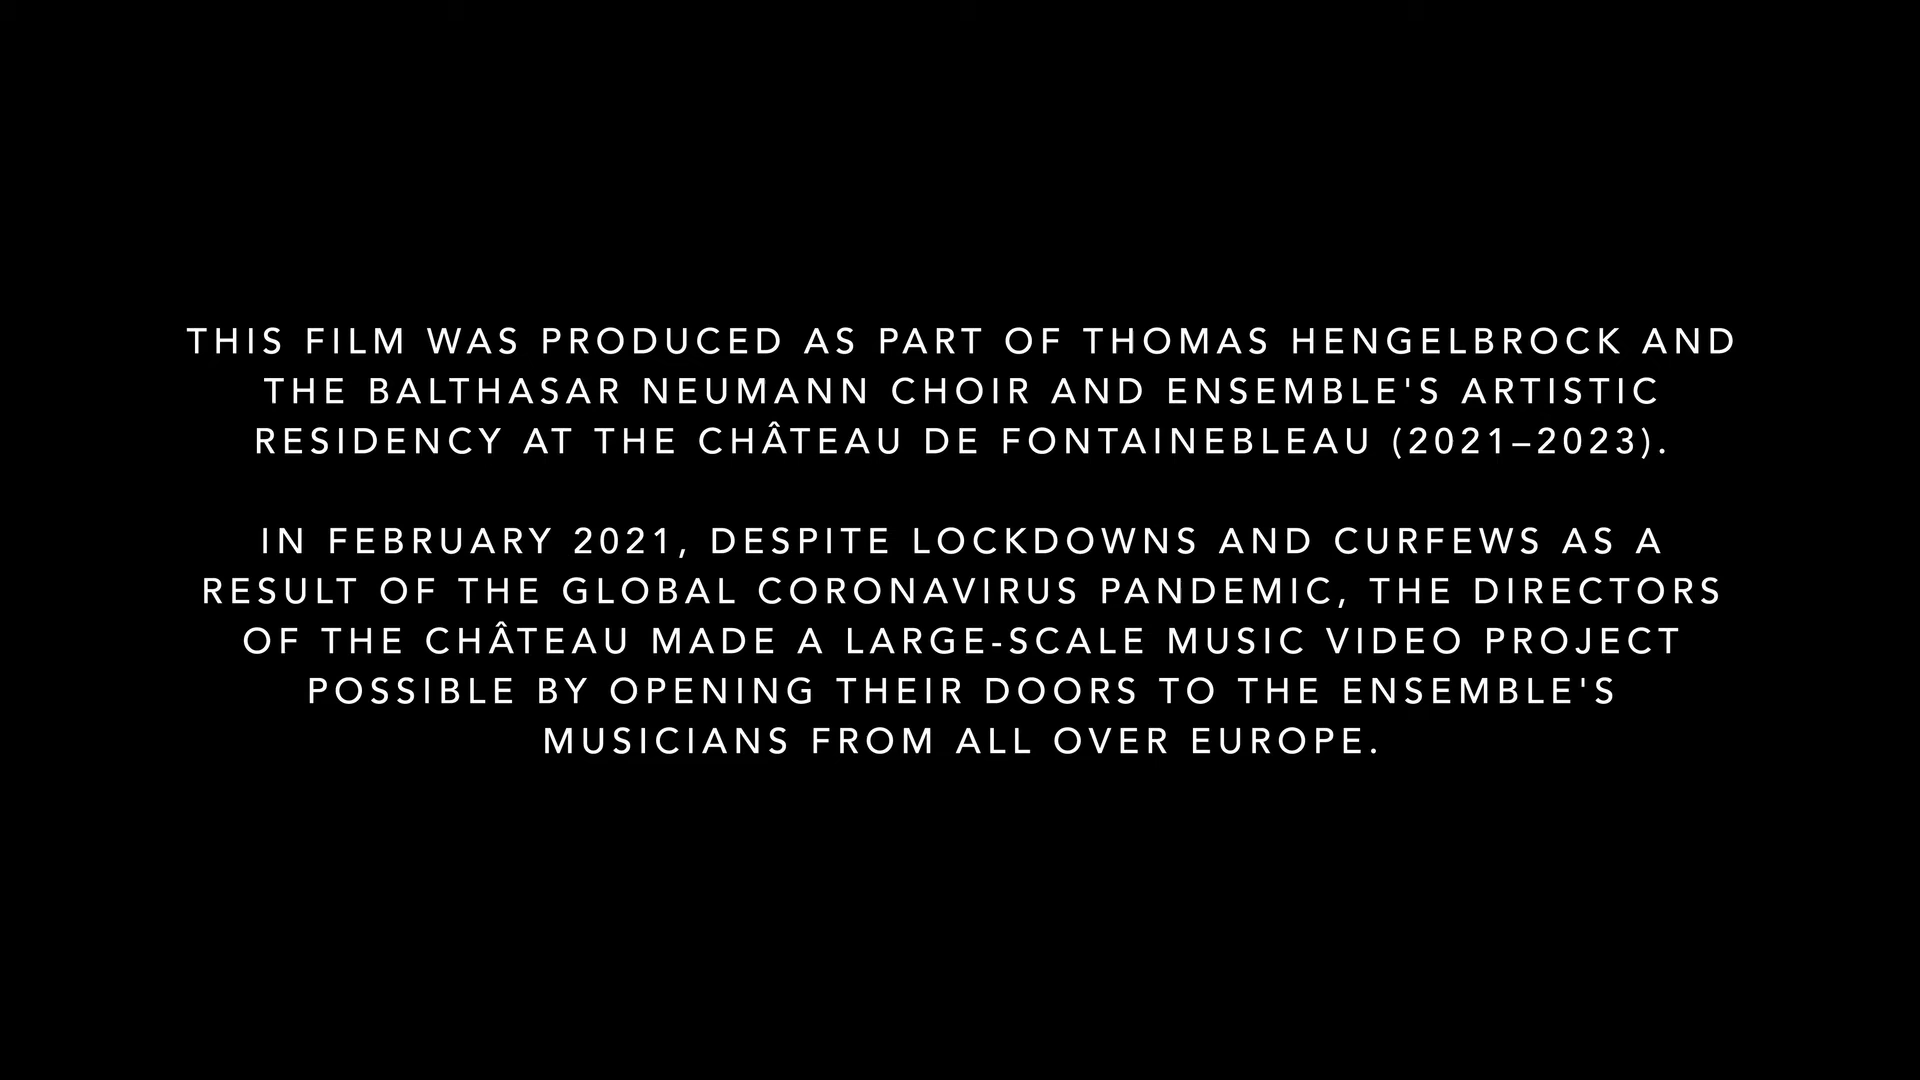 THIS FILM WAS PRODUCED AS PART OF THOMAS HENGELBROCK AND
THE BALTHASAR NEUMANN CHOIR AND ENSEMBLE'S ARTISTIC
RESIDENCY AT THE CHÂTEAU DE FONTAINEBLEAU (2021–2023).
IN FEBRUARY 2021, DESPITE LOCKDOWNS AND CURFEWS AS A
RESULT OF THE GLOBAL CORONAVIRUS PANDEMIC, THE DIRECTORS
OF THE CHÂTEAU MADE A LARGE-SCALE MUSIC VIDEO PROJECT
POSSIBLE BY OPENING THEIR DOORS TO THE ENSEMBLE'S
MUSICIANS FROM ALL OVER EUROPE.